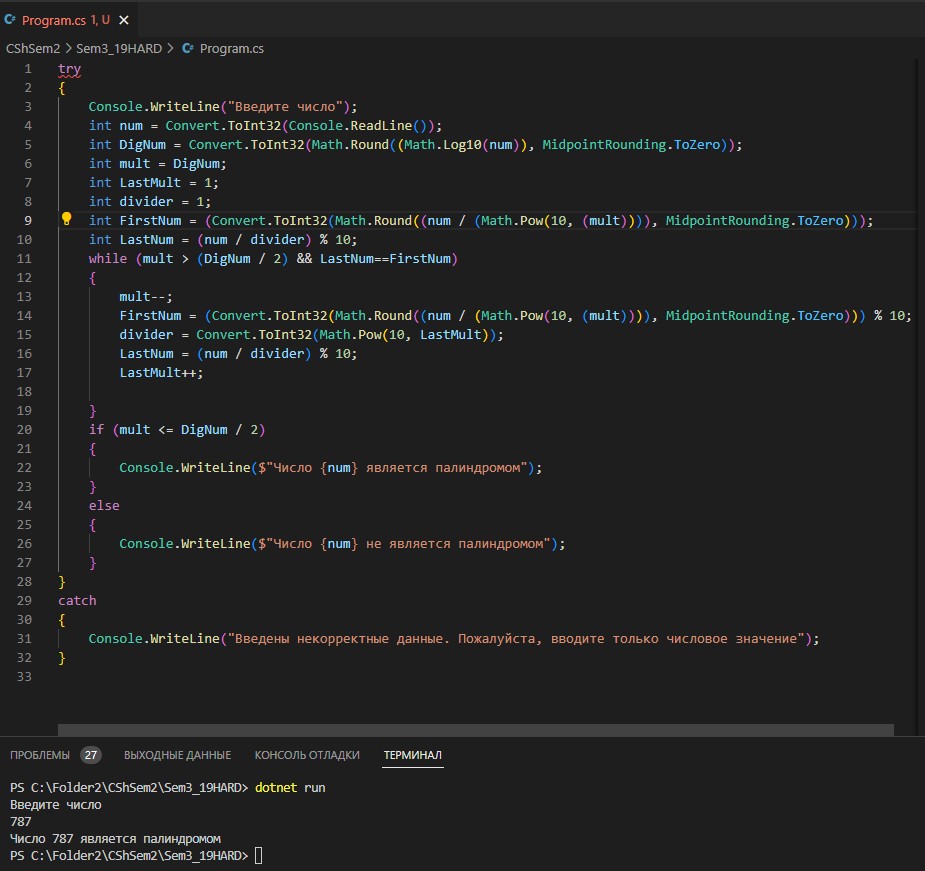 Program.cs 1, U
CShSem2 > Sem3_19HARD > Program.cs
1 try
2 {
3 Console.WriteLine("Введите число");
4 int num = Convert.ToInt32(Console.ReadLine());
5 int DigNum = Convert.ToInt32(Math.Round((Math.Log10(num)), MidpointRounding.ToZero));
6 int mult = DigNum;
7 int LastMult = 1;
8 int divider = 1;
9 int FirstNum = (Convert.ToInt32(Math.Round((num / (Math.Pow(10, (mult)))), MidpointRounding.ToZero)));
10 int LastNum = (num / divider) % 10;
11 while (mult > (DigNum / 2) && LastNum==FirstNum)
12 {
13 mult--;
14 FirstNum = (Convert.ToInt32(Math.Round((num / (Math.Pow(10, (mult)))), MidpointRounding.ToZero))) % 10;
15 divider = Convert.ToInt32(Math.Pow(10, LastMult));
16 LastNum = (num / divider) % 10;
17 LastMult++;
18
19 }
20 if (mult <= DigNum / 2)
21 {
22 Console.WriteLine($"Число {num} является палиндромом");
23 }
24 else
25 {
26 Console.WriteLine($"Число {num} не является палиндромом");
27 }
28 }
29 catch
30 {
31 Console.WriteLine("Введены некорректные данные. Пожалуйста, вводите только числовое значение");
32 }
33
ПРОБЛЕМЫ 27 ВЫХОДНЫЕ ДАННЫЕ КОНСОЛЬ ОТЛАДКИ ТЕРМИНАЛ
PS C:\Folder2\CShSem2\Sem3_19HARD> dotnet run
Введите число
787
Число 787 является палиндромом
PS C:\Folder2\CShSem2\Sem3_19HARD>